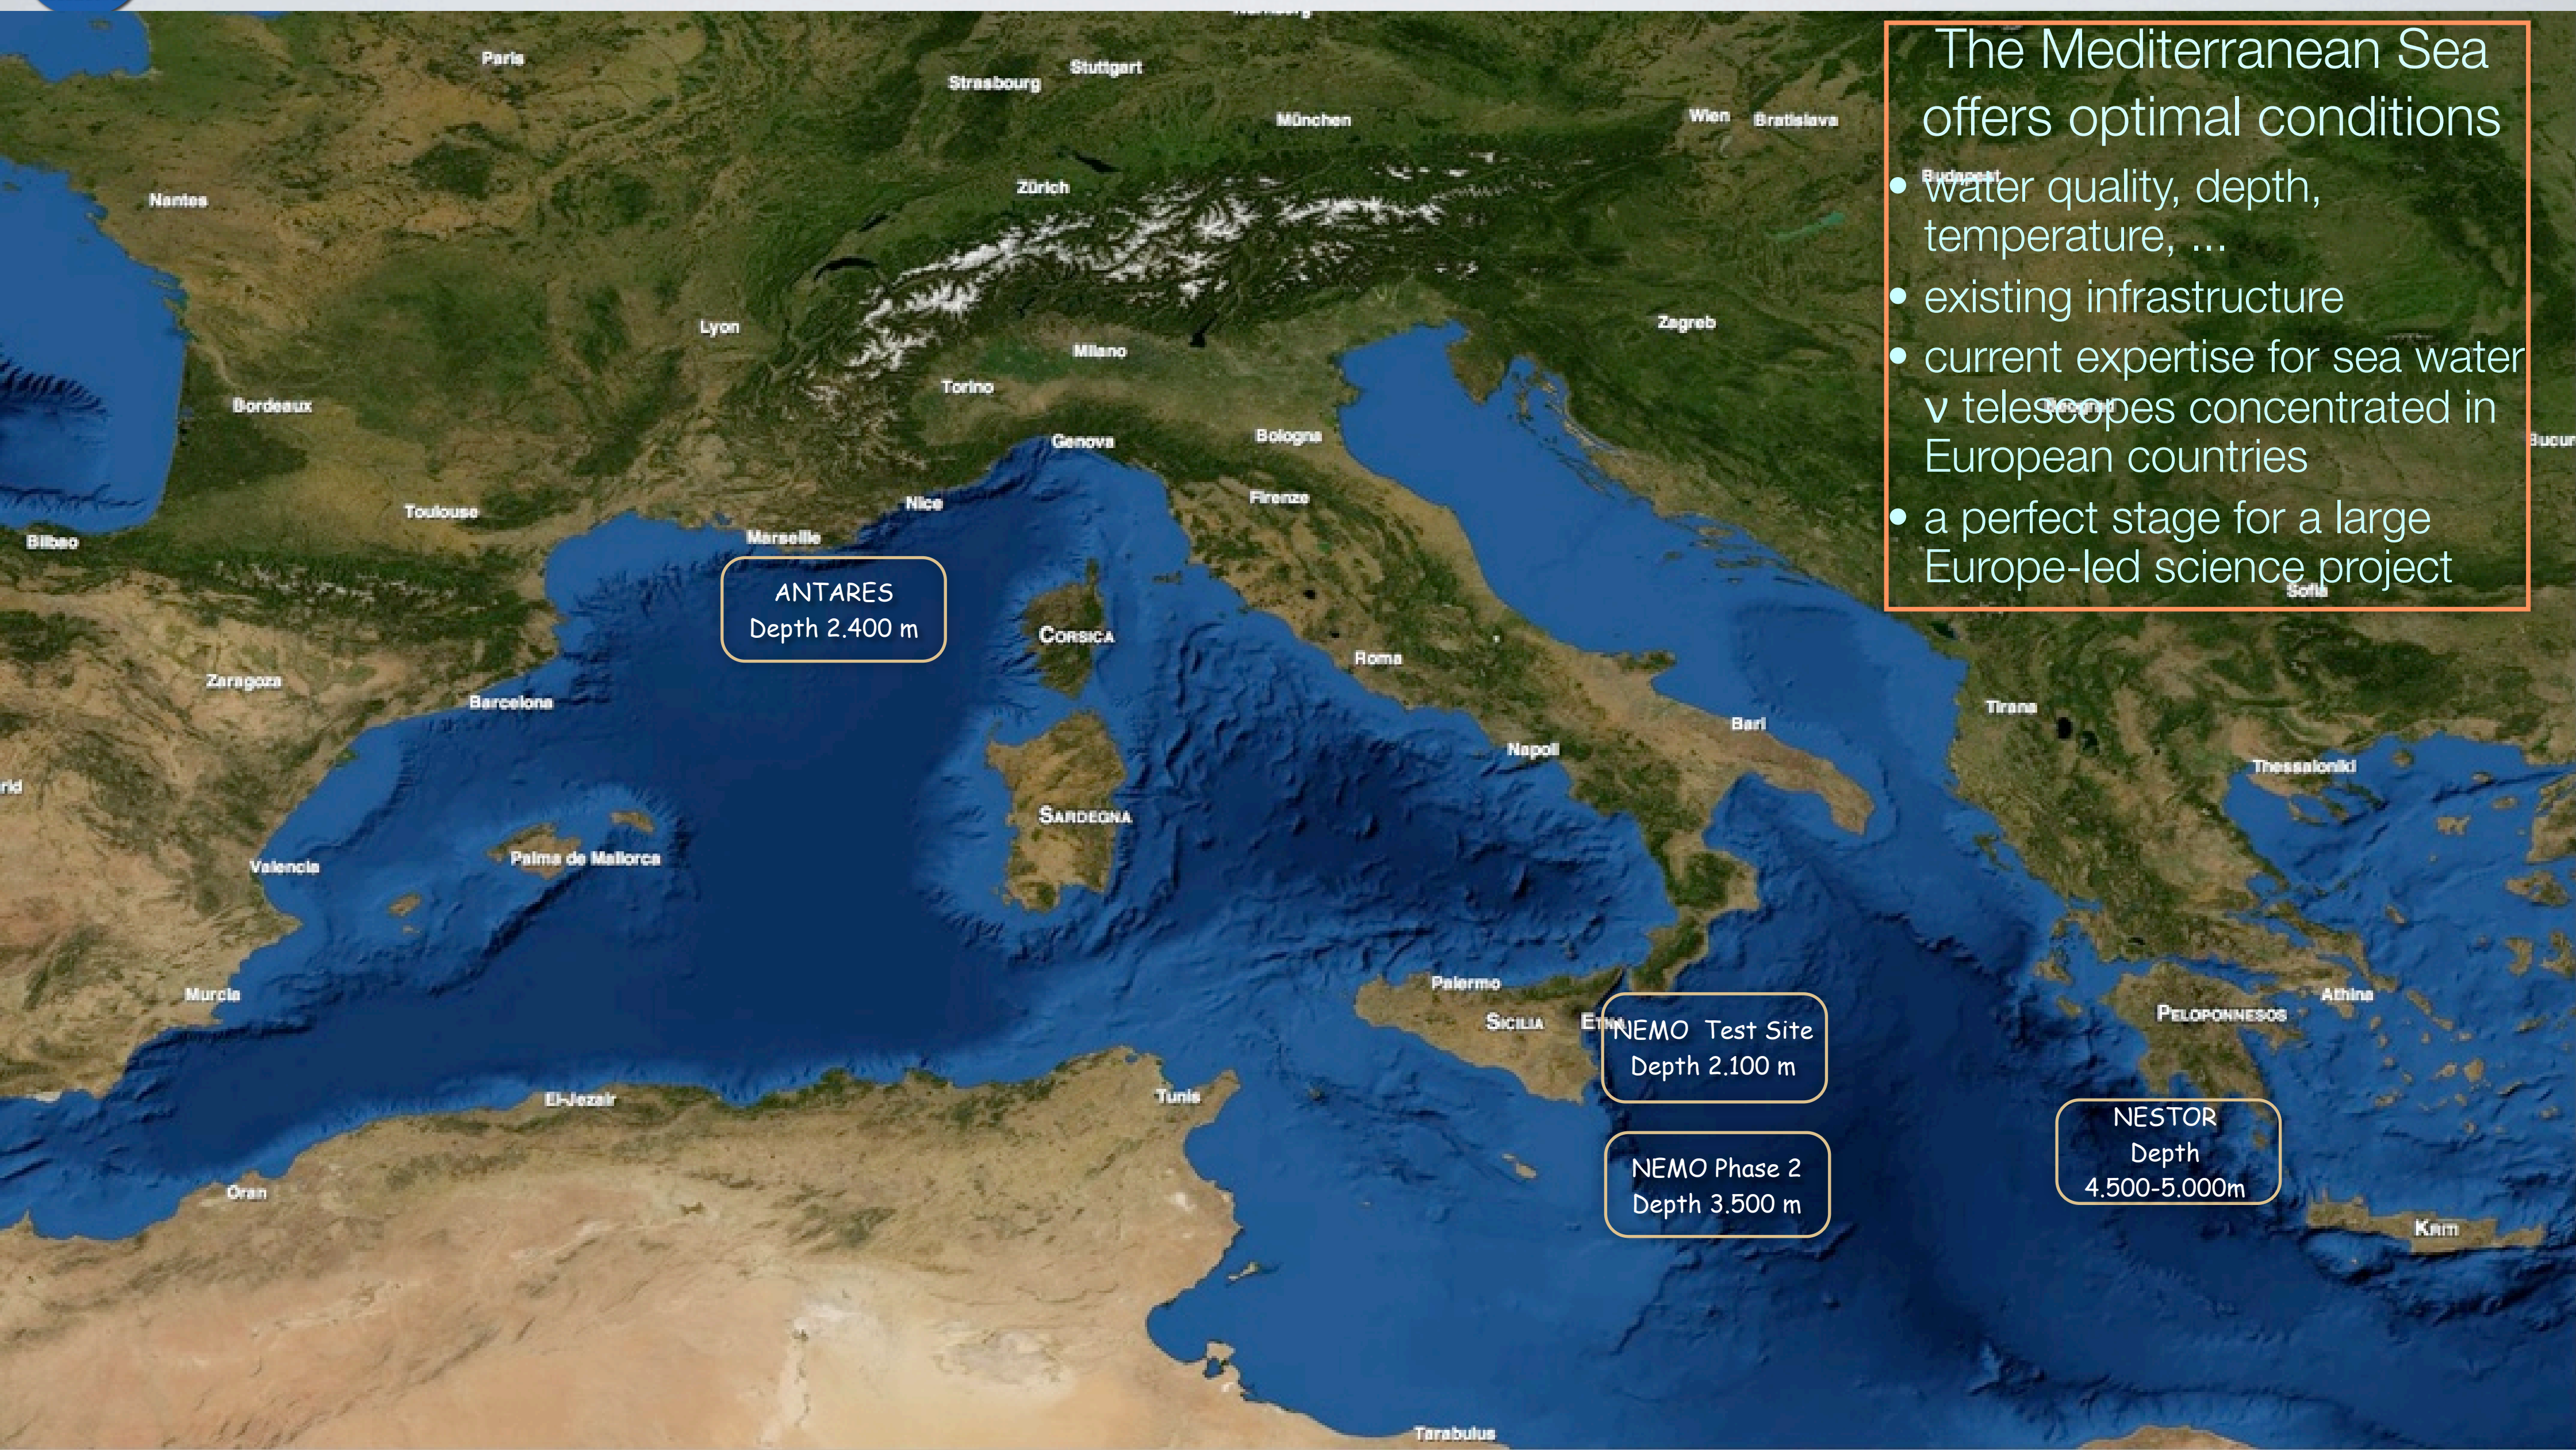 Paris
Strasbourg
Stuttgart
München
Wien
Bratislava
Nantes
Zürich
Lyon
Milano
Torino
Zagreb
Bordeaux
Genova
Bologna
Toulouse
Nice
Firenze
Marseille
Bilbao
The Mediterranean Sea
offers optimal conditions
Budapest
• water quality, depth,
temperature, ...
• existing infrastructure
• current expertise for sea water
ν telescopes concentrated in
European countries
• a perfect stage for a large
Europe-led science project
Sofia
ANTARES
Depth 2.400 m
CORSICA
Roma
Zaragoza
Barcelona
Tirana
Bari
Napoli
Thessaloniki
SARDEGNA
Palma de Mallorca
Valencia
Palermo
Murcia
SICILIA
ETNA
Athina
PELOPONNESOS
NEMO Test Site
Depth 2.100 m
El-Jezair
Tunis
NESTOR
Depth
4.500-5.000m
NEMO Phase 2
Depth 3.500 m
Oran
KRITI
Tarabulus